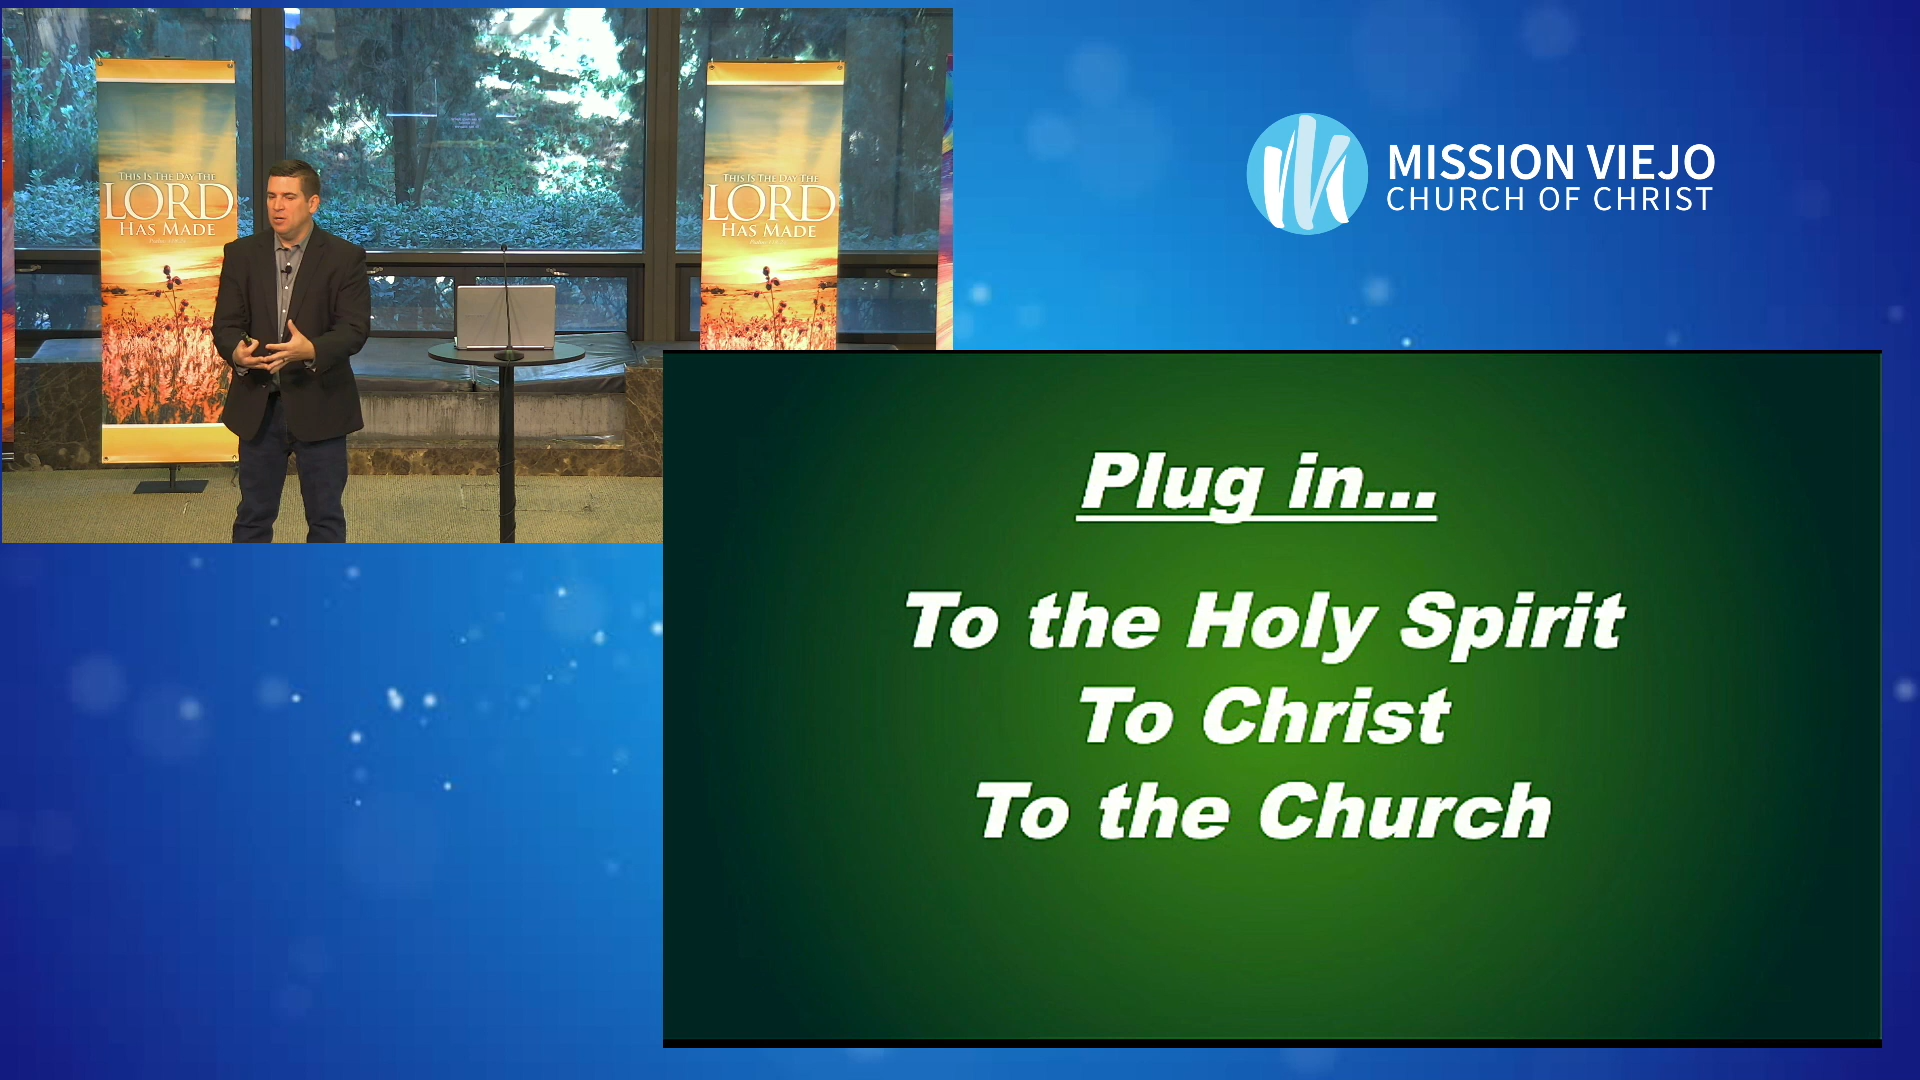 THIS IS THE DAY THE
LORD
HAS MADE
THIS IS THE DAY THE
LORD
HAS MADE
MISSION VIEJO
CHURCH OF CHRIST
Plug in...
To the Holy Spirit
To Christ
To the Church